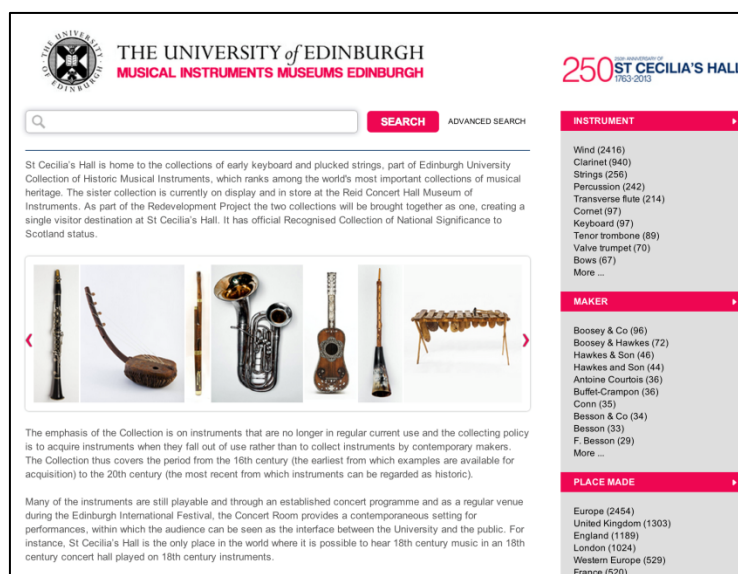 THE UNIVERSITY of EDINBURGH
MUSICAL INSTRUMENTS MUSEUMS EDINBURGH
THE UNIVERSITY OF EDINBURGH
250 ST CECILIA'S HALL
1763-2013
SEARCH
ADVANCED SEARCH
St Cecilia's Hall is home to the collections of early keyboard and plucked strings, part of Edinburgh University
Collection of Historic Musical Instruments, which ranks among the world's most important collections of musical
heritage. The sister collection is currently on display and in store at the Reid Concert Hall Museum of
Instruments. As part of the Redevelopment Project the two collections will be brought together as one, creating a
single visitor destination at St Cecilia's Hall. It has official Recognised Collection of National Significance to
Scotland status.
The emphasis of the Collection is on instruments that are no longer in regular current use and the collecting policy
is to acquire instruments when they fall out of use rather than to collect instruments by contemporary makers.
The Collection thus covers the period from the 16th century (the earliest from which examples are available for
acquisition) to the 20th century (the most recent from which instruments can be regarded as historic).
Many of the instruments are still playable and through an established concert programme and as a regular venue
during the Edinburgh International Festival, the Concert Room provides a contemporaneous setting for
performances, within which the audience can be seen as the interface between the University and the public. For
instance, St Cecilia's Hall is the only place in the world where it is possible to hear 18th century music in an 18th
century concert hall played on 18th century instruments.
INSTRUMENT
Wind (2416)
Clarinet (940)
Strings (256)
Percussion (242)
Transverse flute (214)
Cornet (97)
Keyboard (97)
Tenor trombone (89)
Valve trumpet (70)
Bows (67)
More ...
MAKER
Boosey & Co (96)
Boosey & Hawkes (72)
Hawkes & Son (46)
Hawkes and Son (44)
Antoine Courtois (36)
Buffet-Crampon (36)
Conn (35)
Besson & Co (34)
Besson (33)
F. Besson (29)
More ...
PLACE MADE
Europe (2454)
United Kingdom (1303)
England (1189)
London (1024)
Western Europe (529)
France (520)